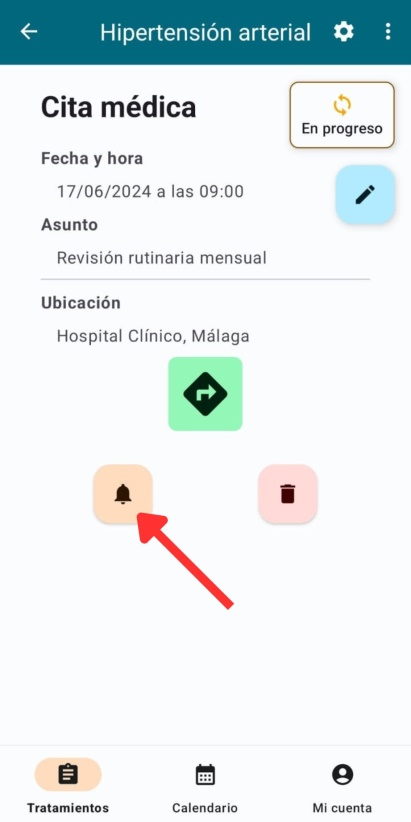 Hipertensión arterial
Cita médica
En progreso
Fecha y hora
17/06/2024 a las 09:00
Asunto
Revisión rutinaria mensual
Ubicación
Hospital Clínico, Málaga
Tratamientos
Calendario
Mi cuenta